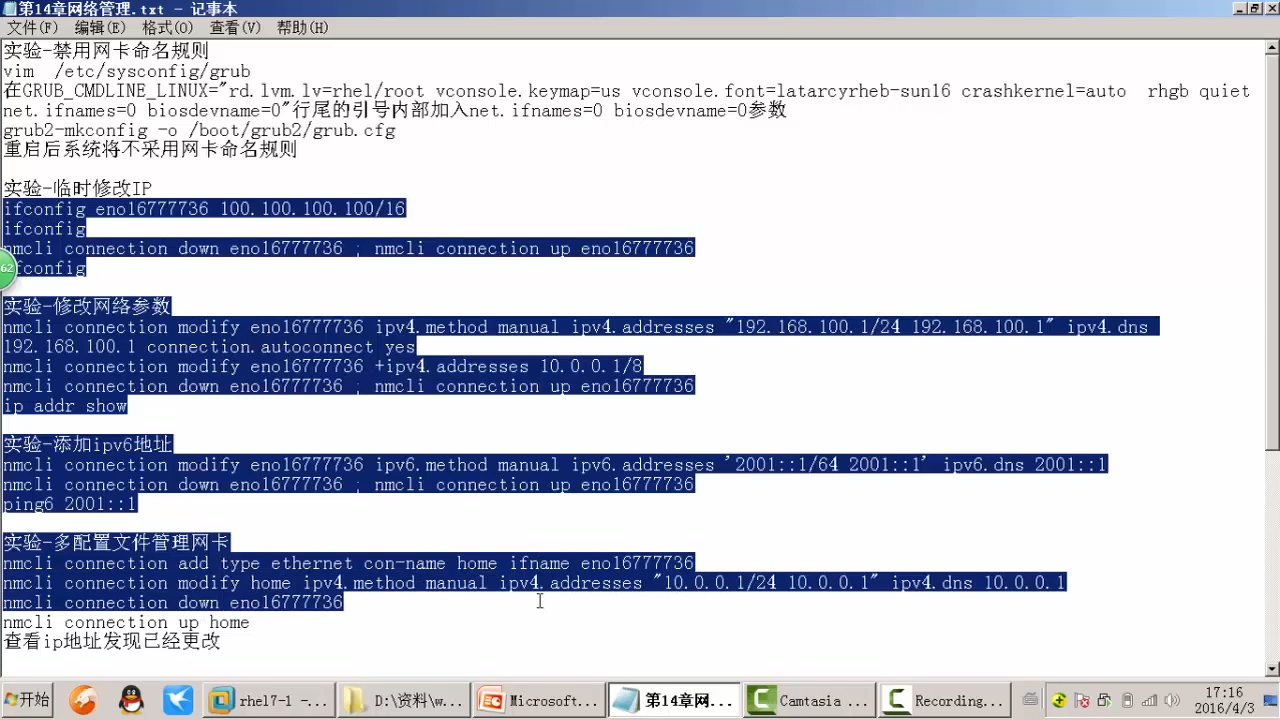 第14章网络管理.txt - 记事本
文件(F) 编辑(E) 格式(O) 查看(V) 帮助(H)
实验-禁用网卡命名规则
vim /etc/sysconfig/grub
在GRUB_CMDLINE_LINUX="rd.lvm.lv=rhel/root vconsole.keymap=us vconsole.font=latarcyrheb-sun16 crashkernel=auto rhgb quiet
net.ifnames=0 biosdevname=0"行尾的引号内部加入net.ifnames=0 biosdevname=0参数
grub2-mkconfig -o /boot/grub2/grub.cfg
重启后系统将不采用网卡命名规则
实验-临时修改IP
ifconfig eno16777736 100.100.100.100/16
ifconfig
nmcli connection down eno16777736 ; nmcli connection up eno16777736
62
fconfig
实验-修改网络参数
nmcli connection modify eno16777736 ipv4.method manual ipv4.addresses "192.168.100.1/24 192.168.100.1" ipv4.dns
192.168.100.1 connection.autoconnect yes
nmcli connection modify eno16777736 +ipv4.addresses 10.0.0.1/8
nmcli connection down eno16777736 ; nmcli connection up eno16777736
ip addr show
实验-添加ipv6地址
nmcli connection modify eno16777736 ipv6.method manual ipv6.addresses '2001::1/64 2001::1' ipv6.dns 2001::1
nmcli connection down eno16777736 ; nmcli connection up eno16777736
ping6 2001::1
实验-多配置文件管理网卡
nmcli connection add type ethernet con-name home ifname eno16777736
nmcli connection modify home ipv4.method manual ipv4.addresses "10.0.0.1/24 10.0.0.1" ipv4.dns 10.0.0.1
nmcli connection down eno16777736
nmcli connection up home
查看ip地址发现已经更改
开始 rhel7-1 -... D:\资料\w... Microsoft... 第14章网... Camtasia ... Recording... 17:16
2016/4/3